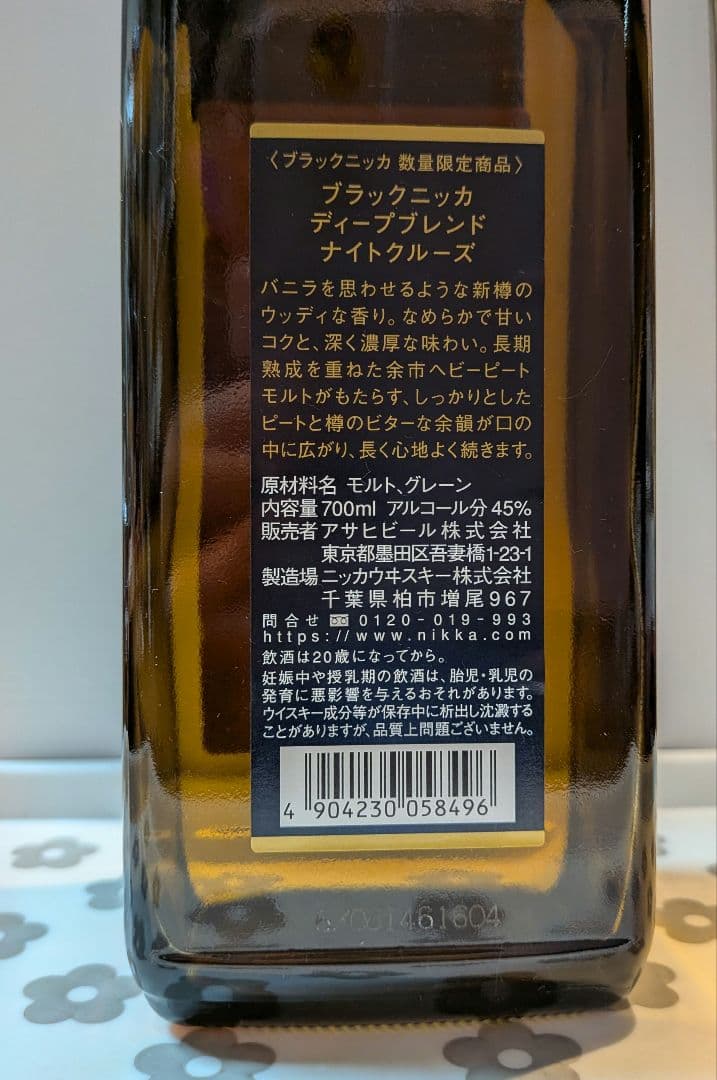 〈ブラックニッカ 数量限定商品〉
ブラックニッカ
ディープブレンド
ナイトクルーズ
バニラを思わせるような新樽の
ウッディな香り。なめらかで甘い
コクと、深く濃厚な味わい。長期
熟成を重ねた余市ヘビーピート
モルトがもたらす、しっかりとした
ピートと樽のビターな余韻が口の
中に広がり、長く心地よく続きます。
原材料名 モルト、グレーン
内容量 700ml アルコール分 45%
販売者 アサヒビール株式会社
東京都墨田区吾妻橋1-23-1
製造場 ニッカウヰスキー株式会社
千葉県柏市増尾967
問合せ 0120-019-993
https://www.nikka.com
飲酒は20歳になってから。
妊娠中や授乳期の飲酒は、胎児・乳児の
発育に悪影響を与えるおそれがあります。
ウイスキー成分等が保存中に析出し沈澱する
ことがありますが、品質上問題ございません。
4 904230 058496